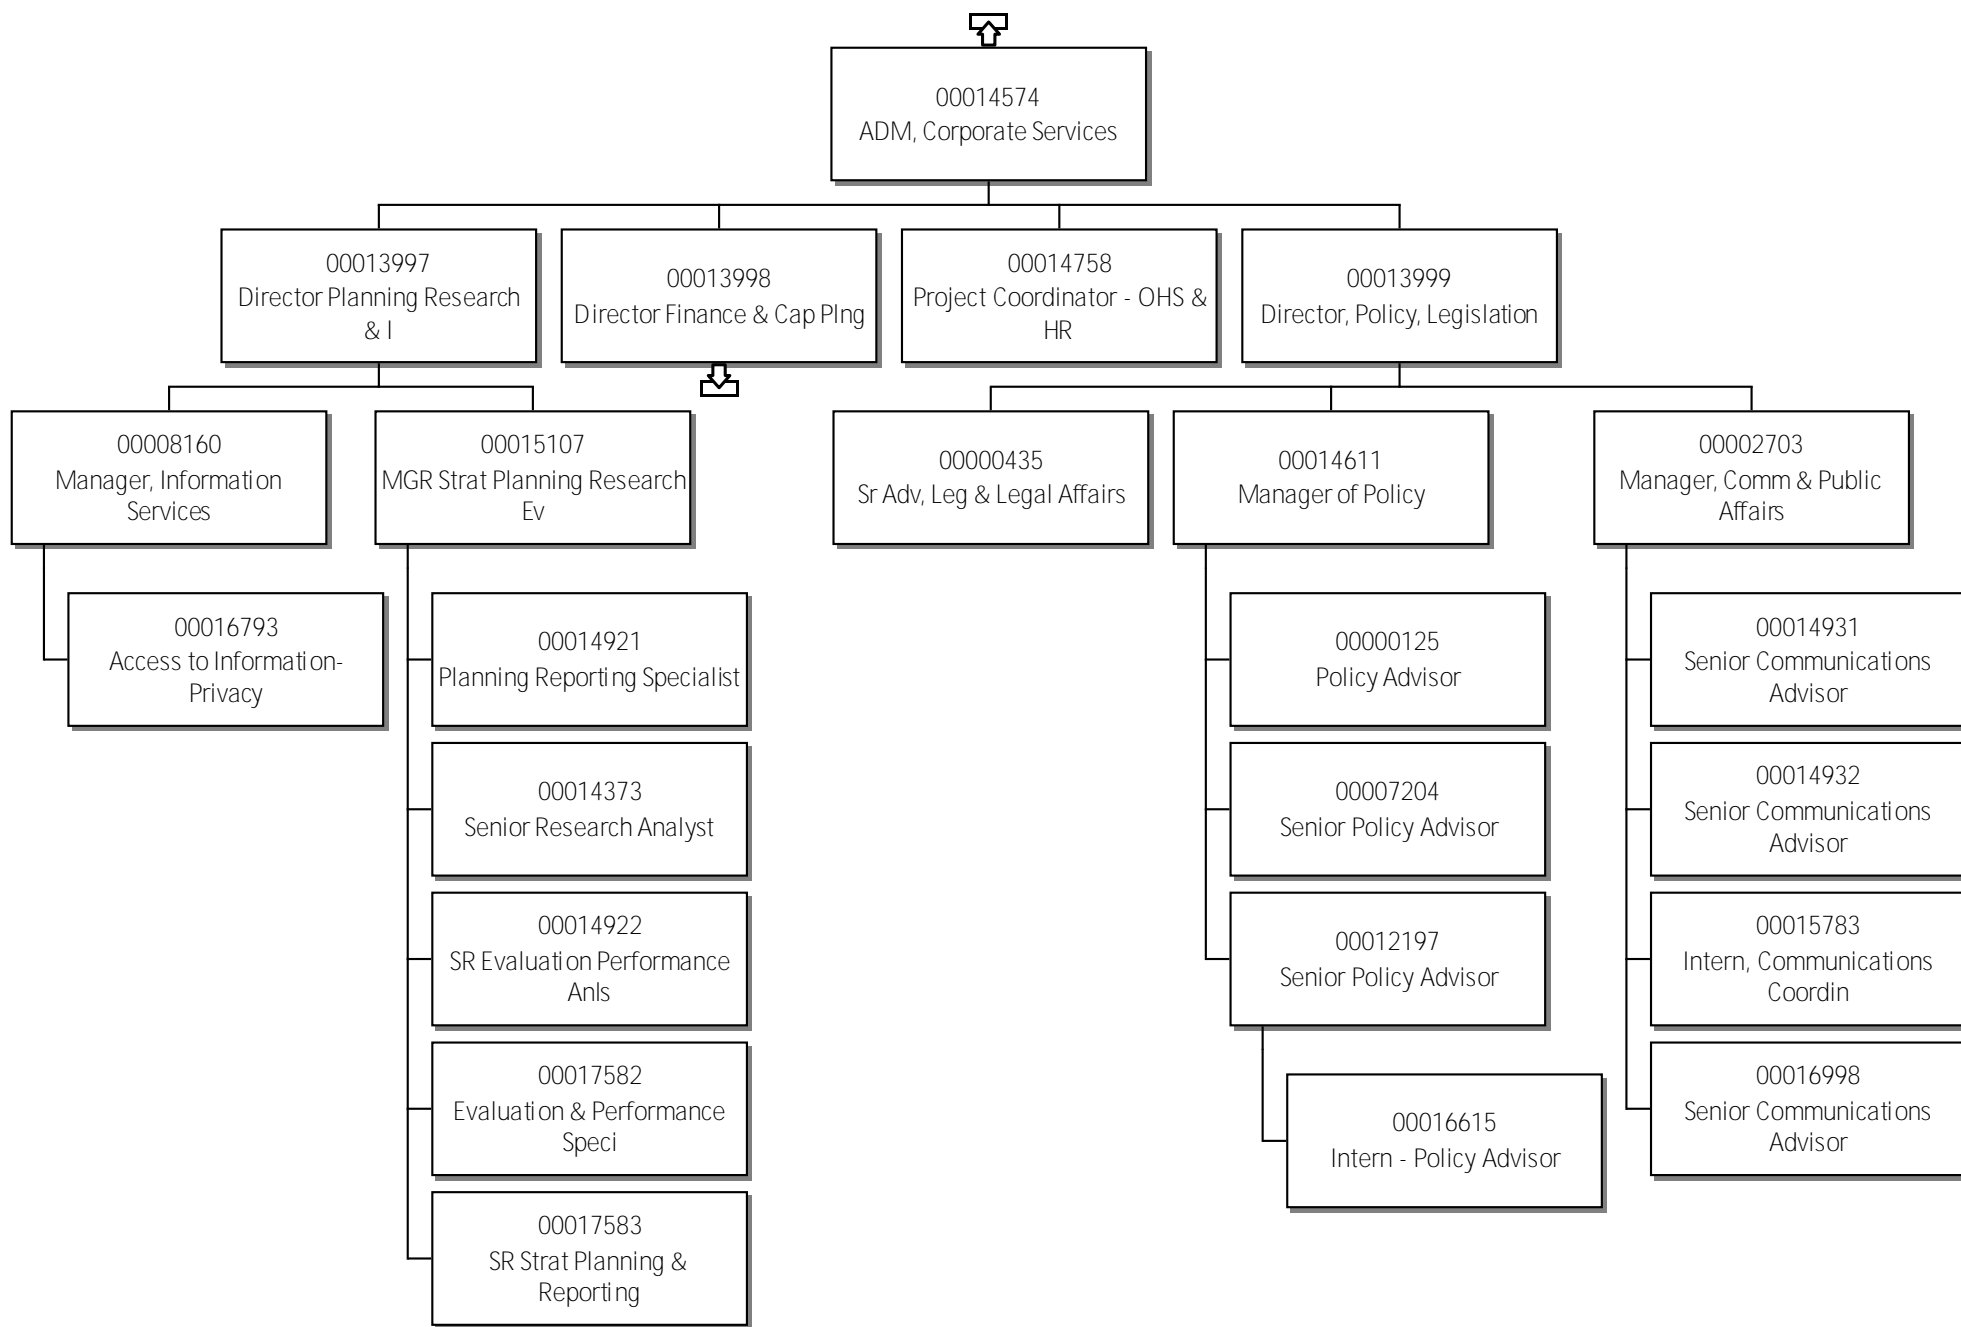 00014574
ADM, Corporate Services
00013997
Director Planning Research
& I
00013998
Director Finance & Cap Plng
00014758
Project Coordinator - OHS &
HR
00013999
Director, Policy, Legislation
00008160
Manager, Information
Services
00015107
MGR Strat Planning Research
Ev
00000435
Sr Adv, Leg & Legal Affairs
00014611
Manager of Policy
00002703
Manager, Comm & Public
Affairs
00016793
Access to Information-
Privacy
00014921
Planning Reporting Specialist
00014373
Senior Research Analyst
00014922
SR Evaluation Performance
Anls
00017582
Evaluation & Performance
Speci
00017583
SR Strat Planning &
Reporting
00000125
Policy Advisor
00007204
Senior Policy Advisor
00012197
Senior Policy Advisor
00016615
Intern - Policy Advisor
00014931
Senior Communications
Advisor
00014932
Senior Communications
Advisor
00015783
Intern, Communications
Coordin
00016998
Senior Communications
Advisor